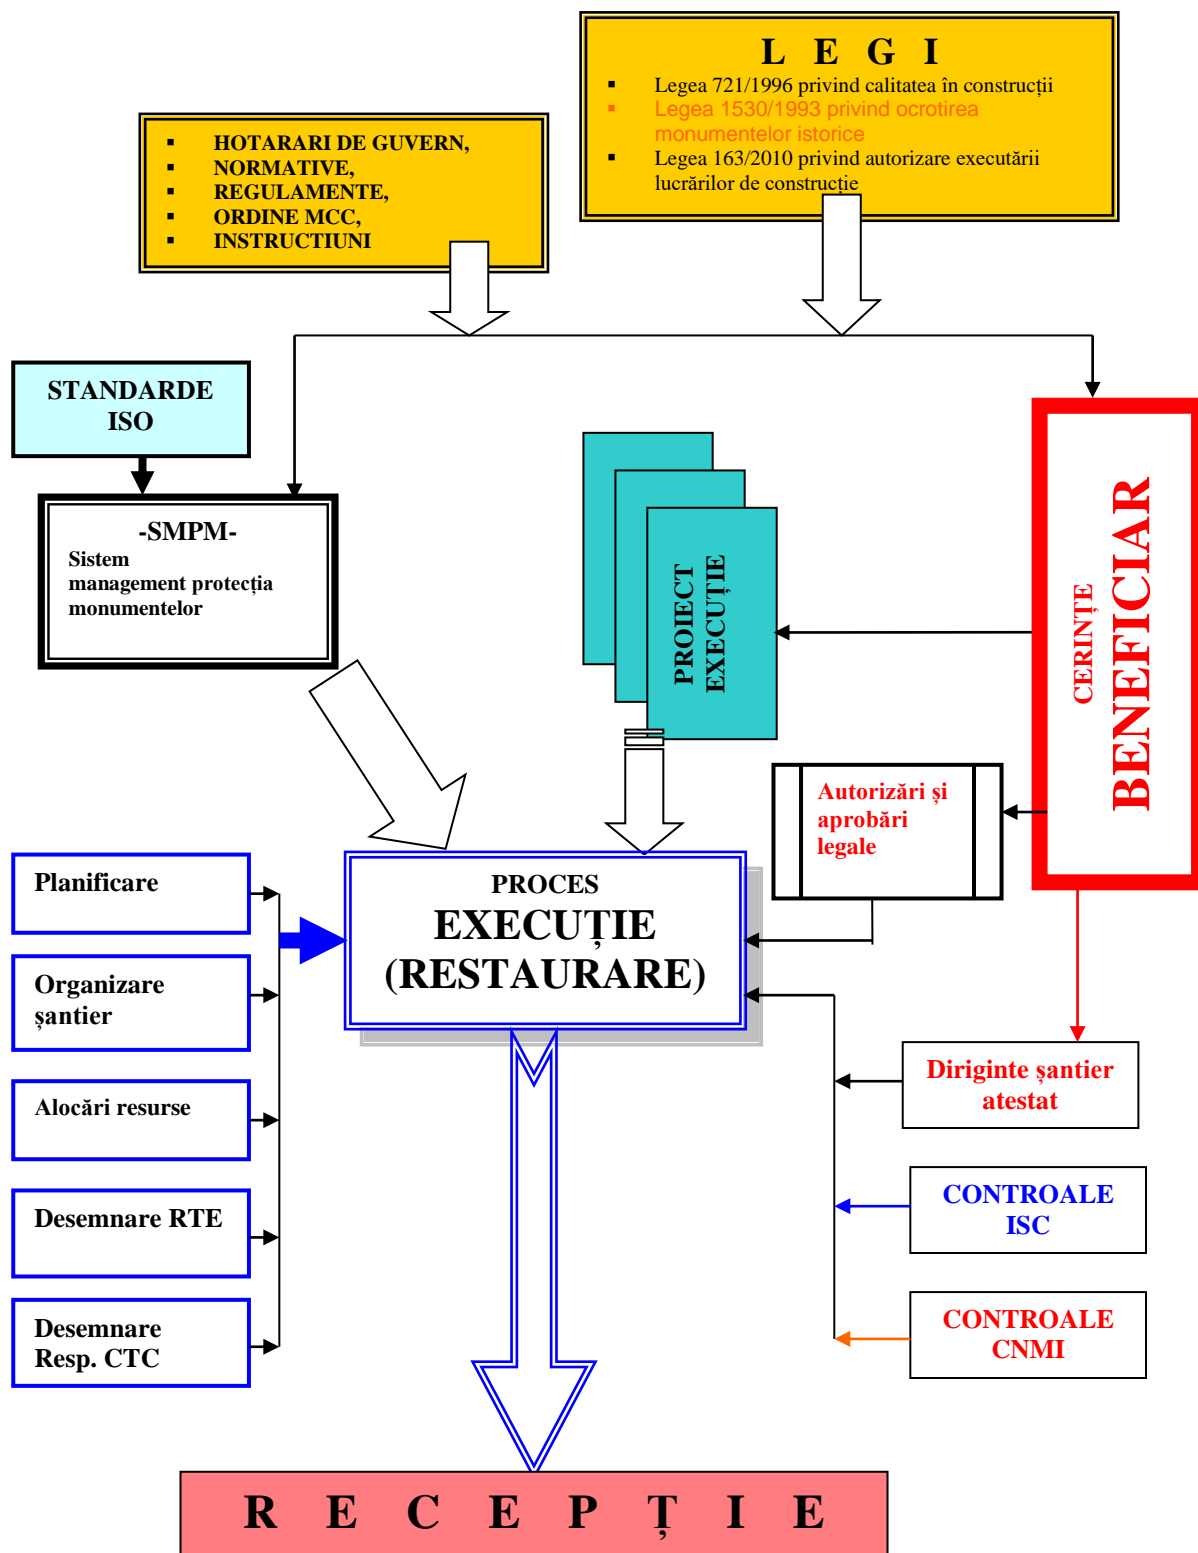 L E G I
▪ Legea 721/1996 privind calitatea în construcții
▪ Legea 1530/1993 privind ocrotirea
monumentelor istorice
▪ Legea 163/2010 privind autorizare executării
lucrărilor de construcție
▪ HOTARARI DE GUVERN,
▪ NORMATIVE,
▪ REGULAMENTE,
▪ ORDINE MCC,
▪ INSTRUCTIUNI
STANDARDE
ISO
-SMPM-
Sistem
management protecția
monumentelor
PROIECT
EXECUȚIE
CERINȚE
BENEFICIAR
Autorizări și
aprobări
legale
Planificare
Organizare
șantier
Alocări resurse
Desemnare RTE
Desemnare
Resp. CTC
PROCES
EXECUȚIE
(RESTAURARE)
Diriginte șantier
atestat
CONTROALE
ISC
CONTROALE
CNMI
R E C E P Ț I E